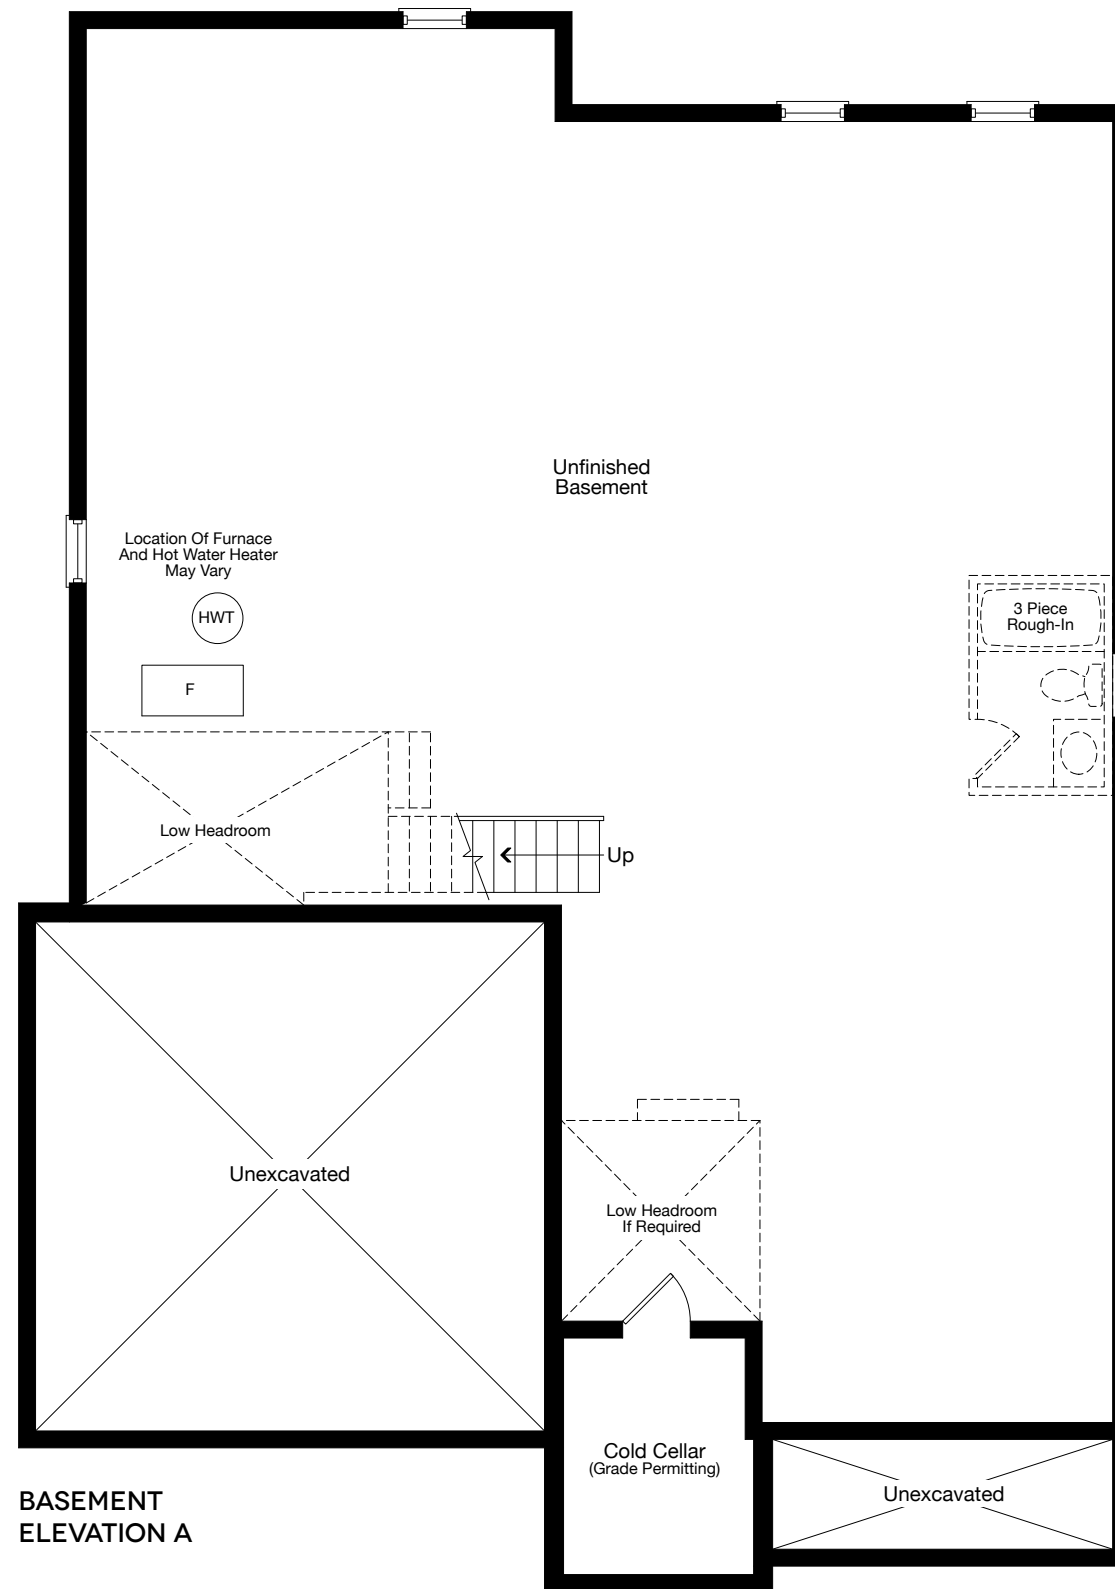 Unfinished
Basement
Location Of Furnace
And Hot Water Heater
May Vary
HWT
F
3 Piece
Rough-In
Low Headroom
Up
Unexcavated
Low Headroom
If Required
Cold Cellar
(Grade Permitting)
Unexcavated
BASEMENT
ELEVATION A